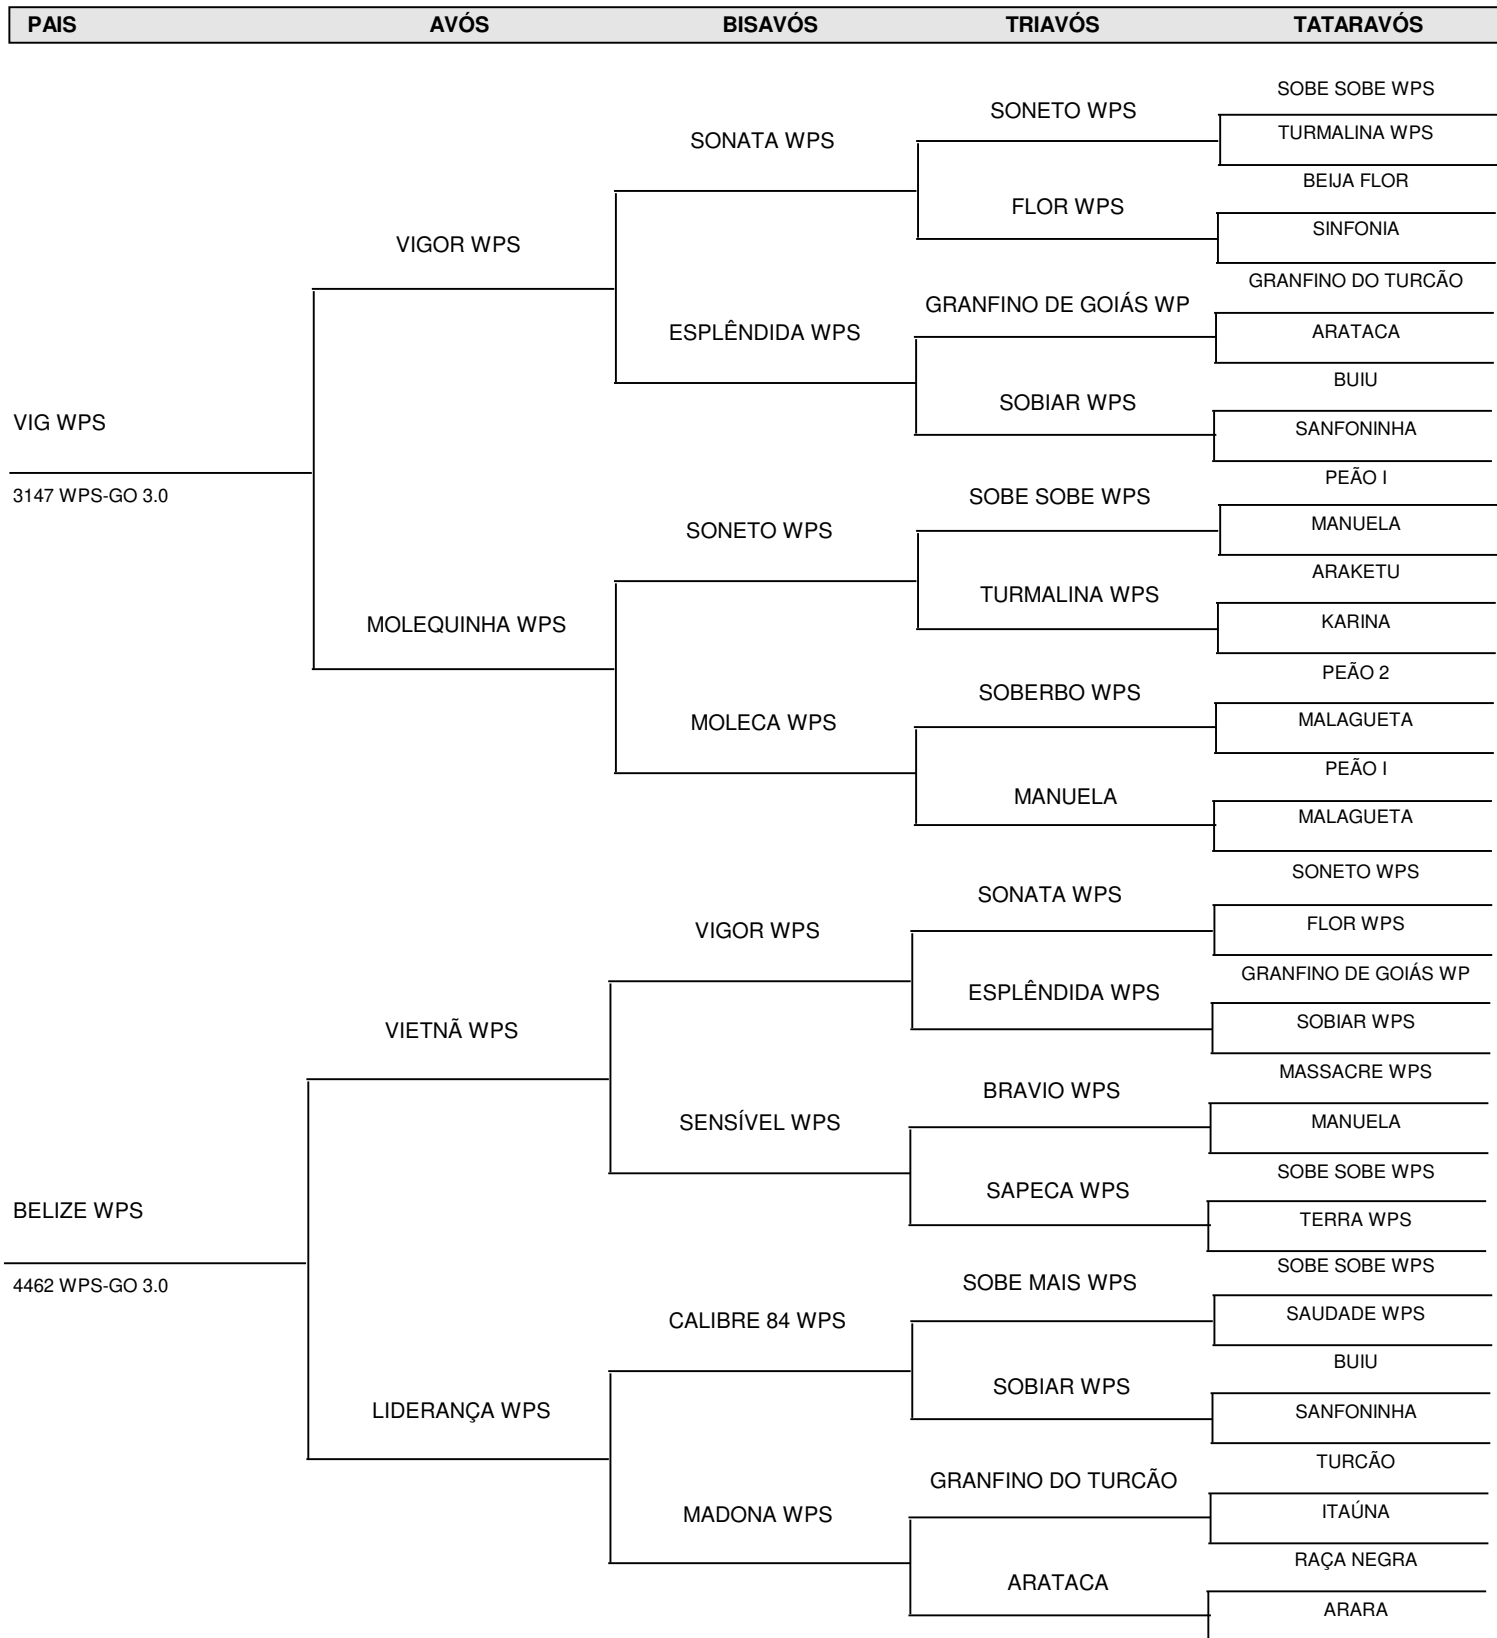 PAIS AVÓS BISAVÓS TRIAVÓS TATARAVÓS
SOBE SOBE WPS
SONETO WPS
TURMALINA WPS
SONATA WPS
BEIJA FLOR
FLOR WPS
SINFONIA
VIGOR WPS
GRANFINO DO TURCÃO
GRANFINO DE GOIÁS WP
ARATACA
ESPLÊNDIDA WPS
BUIU
SOBIAR WPS
SANFONINHA
VIG WPS
3147 WPS-GO 3.0
PEÃO I
SOBE SOBE WPS
MANUELA
SONETO WPS
ARAKETU
TURMALINA WPS
KARINA
MOLEQUINHA WPS
PEÃO 2
SOBERBO WPS
MALAGUETA
MOLECA WPS
PEÃO I
MANUELA
MALAGUETA
SONETO WPS
SONATA WPS
FLOR WPS
VIGOR WPS
GRANFINO DE GOIÁS WP
ESPLÊNDIDA WPS
SOBIAR WPS
VIETNÃ WPS
MASSACRE WPS
BRAVIO WPS
MANUELA
SENSÍVEL WPS
SOBE SOBE WPS
SAPECA WPS
TERRA WPS
BELIZE WPS
4462 WPS-GO 3.0
SOBE SOBE WPS
SOBE MAIS WPS
SAUDADE WPS
CALIBRE 84 WPS
BUIU
SOBIAR WPS
SANFONINHA
LIDERANÇA WPS
TURCÃO
GRANFINO DO TURCÃO
ITAÚNA
MADONA WPS
RAÇA NEGRA
ARATACA
ARARA